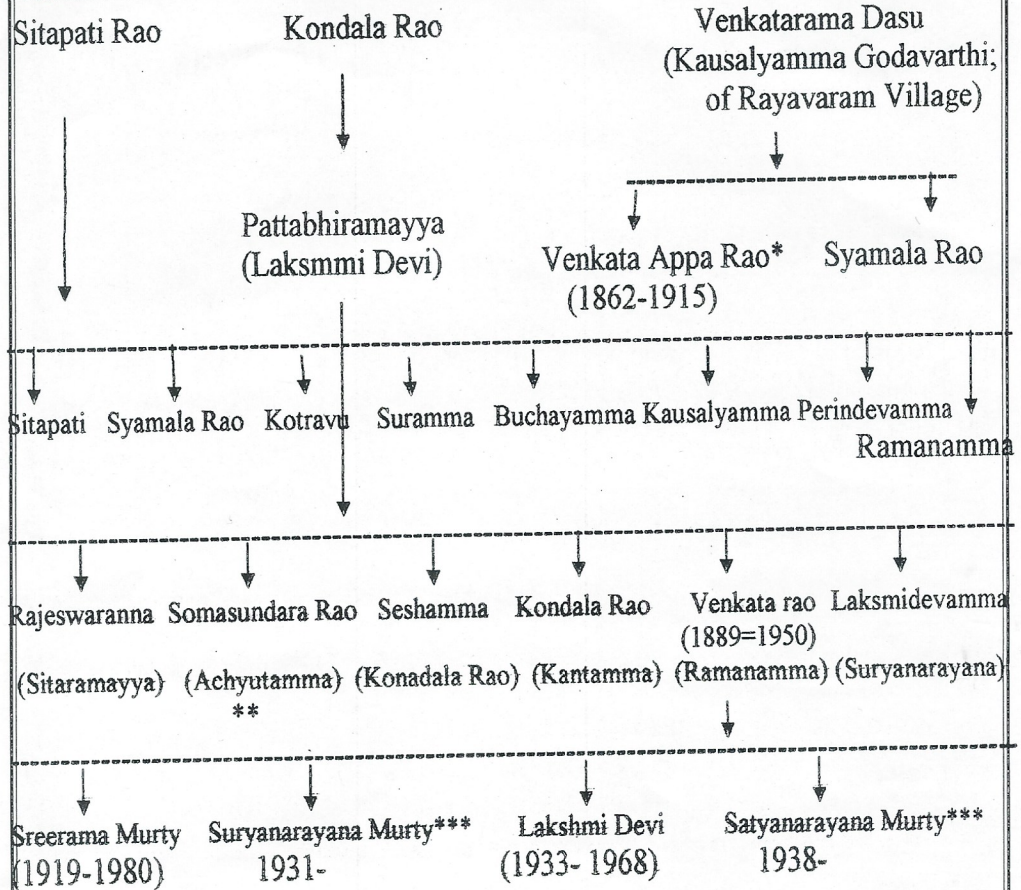 Sitapati Rao Kondala Rao Venkatarama Dasu
(Kausalyamma Godavarthi;
of Rayavaram Village)
Pattabhiramayya
(Laksmmi Devi)
Venkata Appa Rao* Syamala Rao
(1862-1915)
Sitapati Syamala Rao Kotravu Suramma Buchayamma Kausalyamma Perindevamma
Ramanamma
Rajeswaranna Somasundara Rao Seshamma Kondala Rao Venkata rao Laksmidevamma
(1889=1950)
(Sitaramayya) (Achyutamma) (Konadala Rao) (Kantamma) (Ramanamma) (Suryanarayana)
**
Sreerama Murty Suryanarayana Murty*** Lakshmi Devi Satyanarayana Murty***
(1919-1980) 1931- (1933- 1968) 1938-